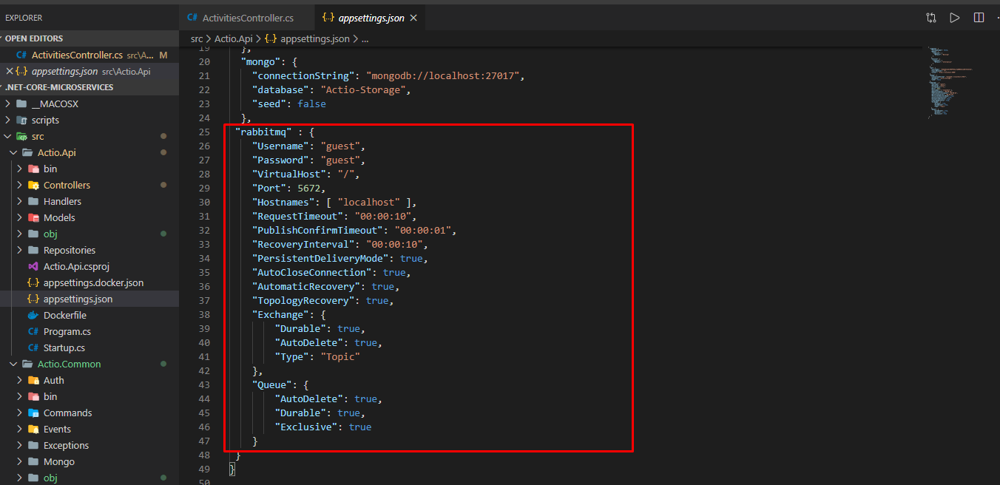 EXPLORER
OPEN EDITORS
C# ActivitiesController.cs src\A... M
{..} appsettings.json src\Actio.Api
.NET-CORE-MICROSERVICES
__MACOSX
scripts
src
Actio.Api
bin
Controllers
Handlers
Models
obj
Repositories
Actio.Api.csproj
{..} appsettings.docker.json
{..} appsettings.json
Dockerfile
C# Program.cs
C# Startup.cs
Actio.Common
Auth
bin
Commands
Events
Exceptions
Mongo
obj
C# ActivitiesController.cs
{..} appsettings.json
src > Actio.Api > {..} appsettings.json > ...
19 },
20 "mongo": {
21 "connectionString": "mongodb://localhost:27017",
22 "database": "Actio-Storage",
23 "seed": false
24 },
25 "rabbitmq" : {
26 "Username": "guest",
27 "Password": "guest",
28 "VirtualHost": "/",
29 "Port": 5672,
30 "Hostnames": [ "localhost" ],
31 "RequestTimeout": "00:00:10",
32 "PublishConfirmTimeout": "00:00:01",
33 "RecoveryInterval": "00:00:10",
34 "PersistentDeliveryMode": true,
35 "AutoCloseConnection": true,
36 "AutomaticRecovery": true,
37 "TopologyRecovery": true,
38 "Exchange": {
39 "Durable": true,
40 "AutoDelete": true,
41 "Type": "Topic"
42 },
43 "Queue": {
44 "AutoDelete": true,
45 "Durable": true,
46 "Exclusive": true
47 }
48 }
49 }
50